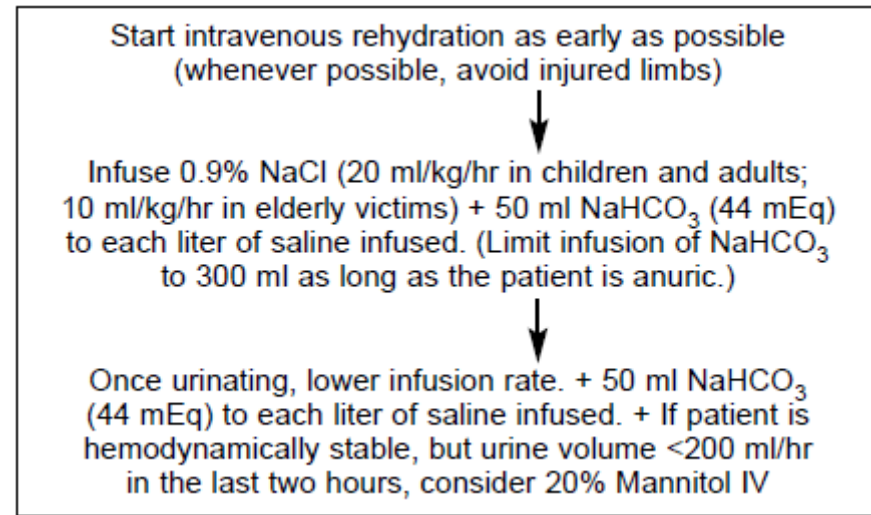 Start intravenous rehydration as early as possible
(whenever possible, avoid injured limbs)
Infuse 0.9% NaCl (20 ml/kg/hr in children and adults;
10 ml/kg/hr in elderly victims) + 50 ml NaHCO₃ (44 mEq)
to each liter of saline infused. (Limit infusion of NaHCO₃
to 300 ml as long as the patient is anuric.)
Once urinating, lower infusion rate. + 50 ml NaHCO₃
(44 mEq) to each liter of saline infused. + If patient is
hemodynamically stable, but urine volume <200 ml/hr
in the last two hours, consider 20% Mannitol IV